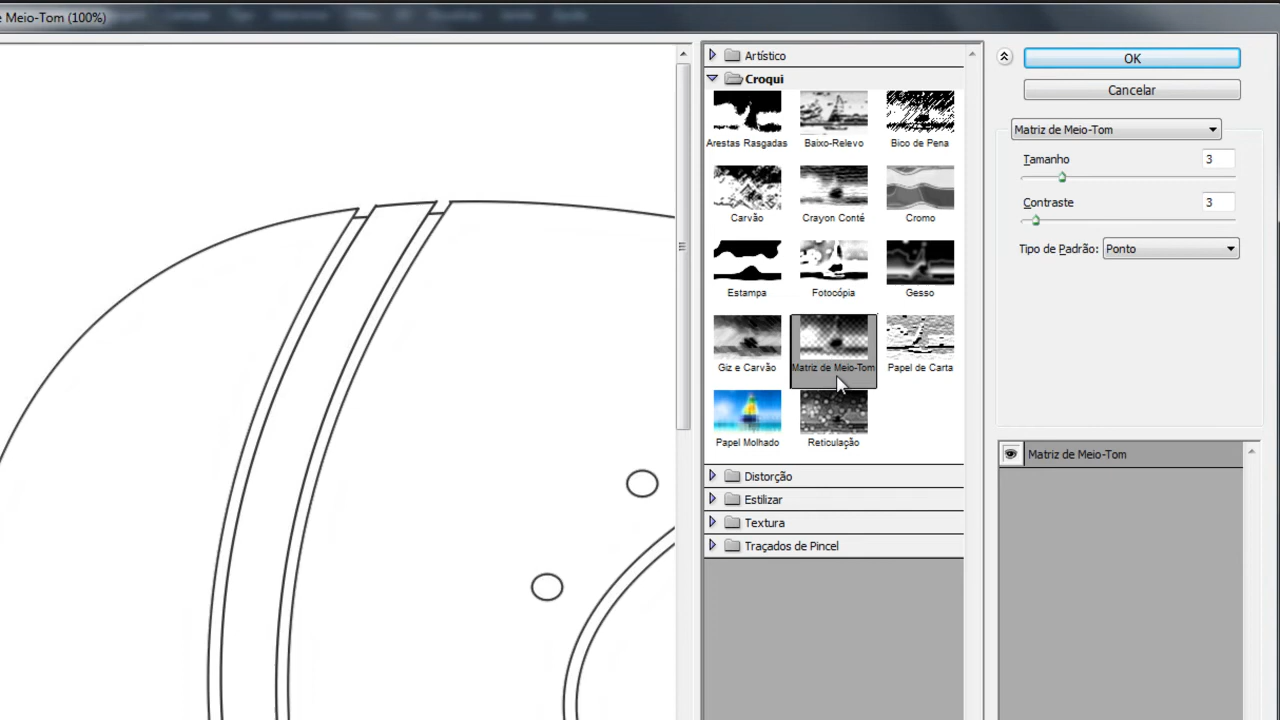 e Meio-Tom (100%)
Artístico
Croqui
Arestas Rasgadas
Baixo-Relevo
Bico de Pena
Carvão
Crayon Conté
Cromo
Estampa
Fotocópia
Gesso
Giz e Carvão
Matriz de Meio-Tom
Papel de Carta
Papel Molhado
Reticulação
Distorção
Estilizar
Textura
Traçados de Pincel
OK
Cancelar
Matriz de Meio-Tom
Tamanho 3
Contraste 3
Tipo de Padrão: Ponto
Matriz de Meio-Tom